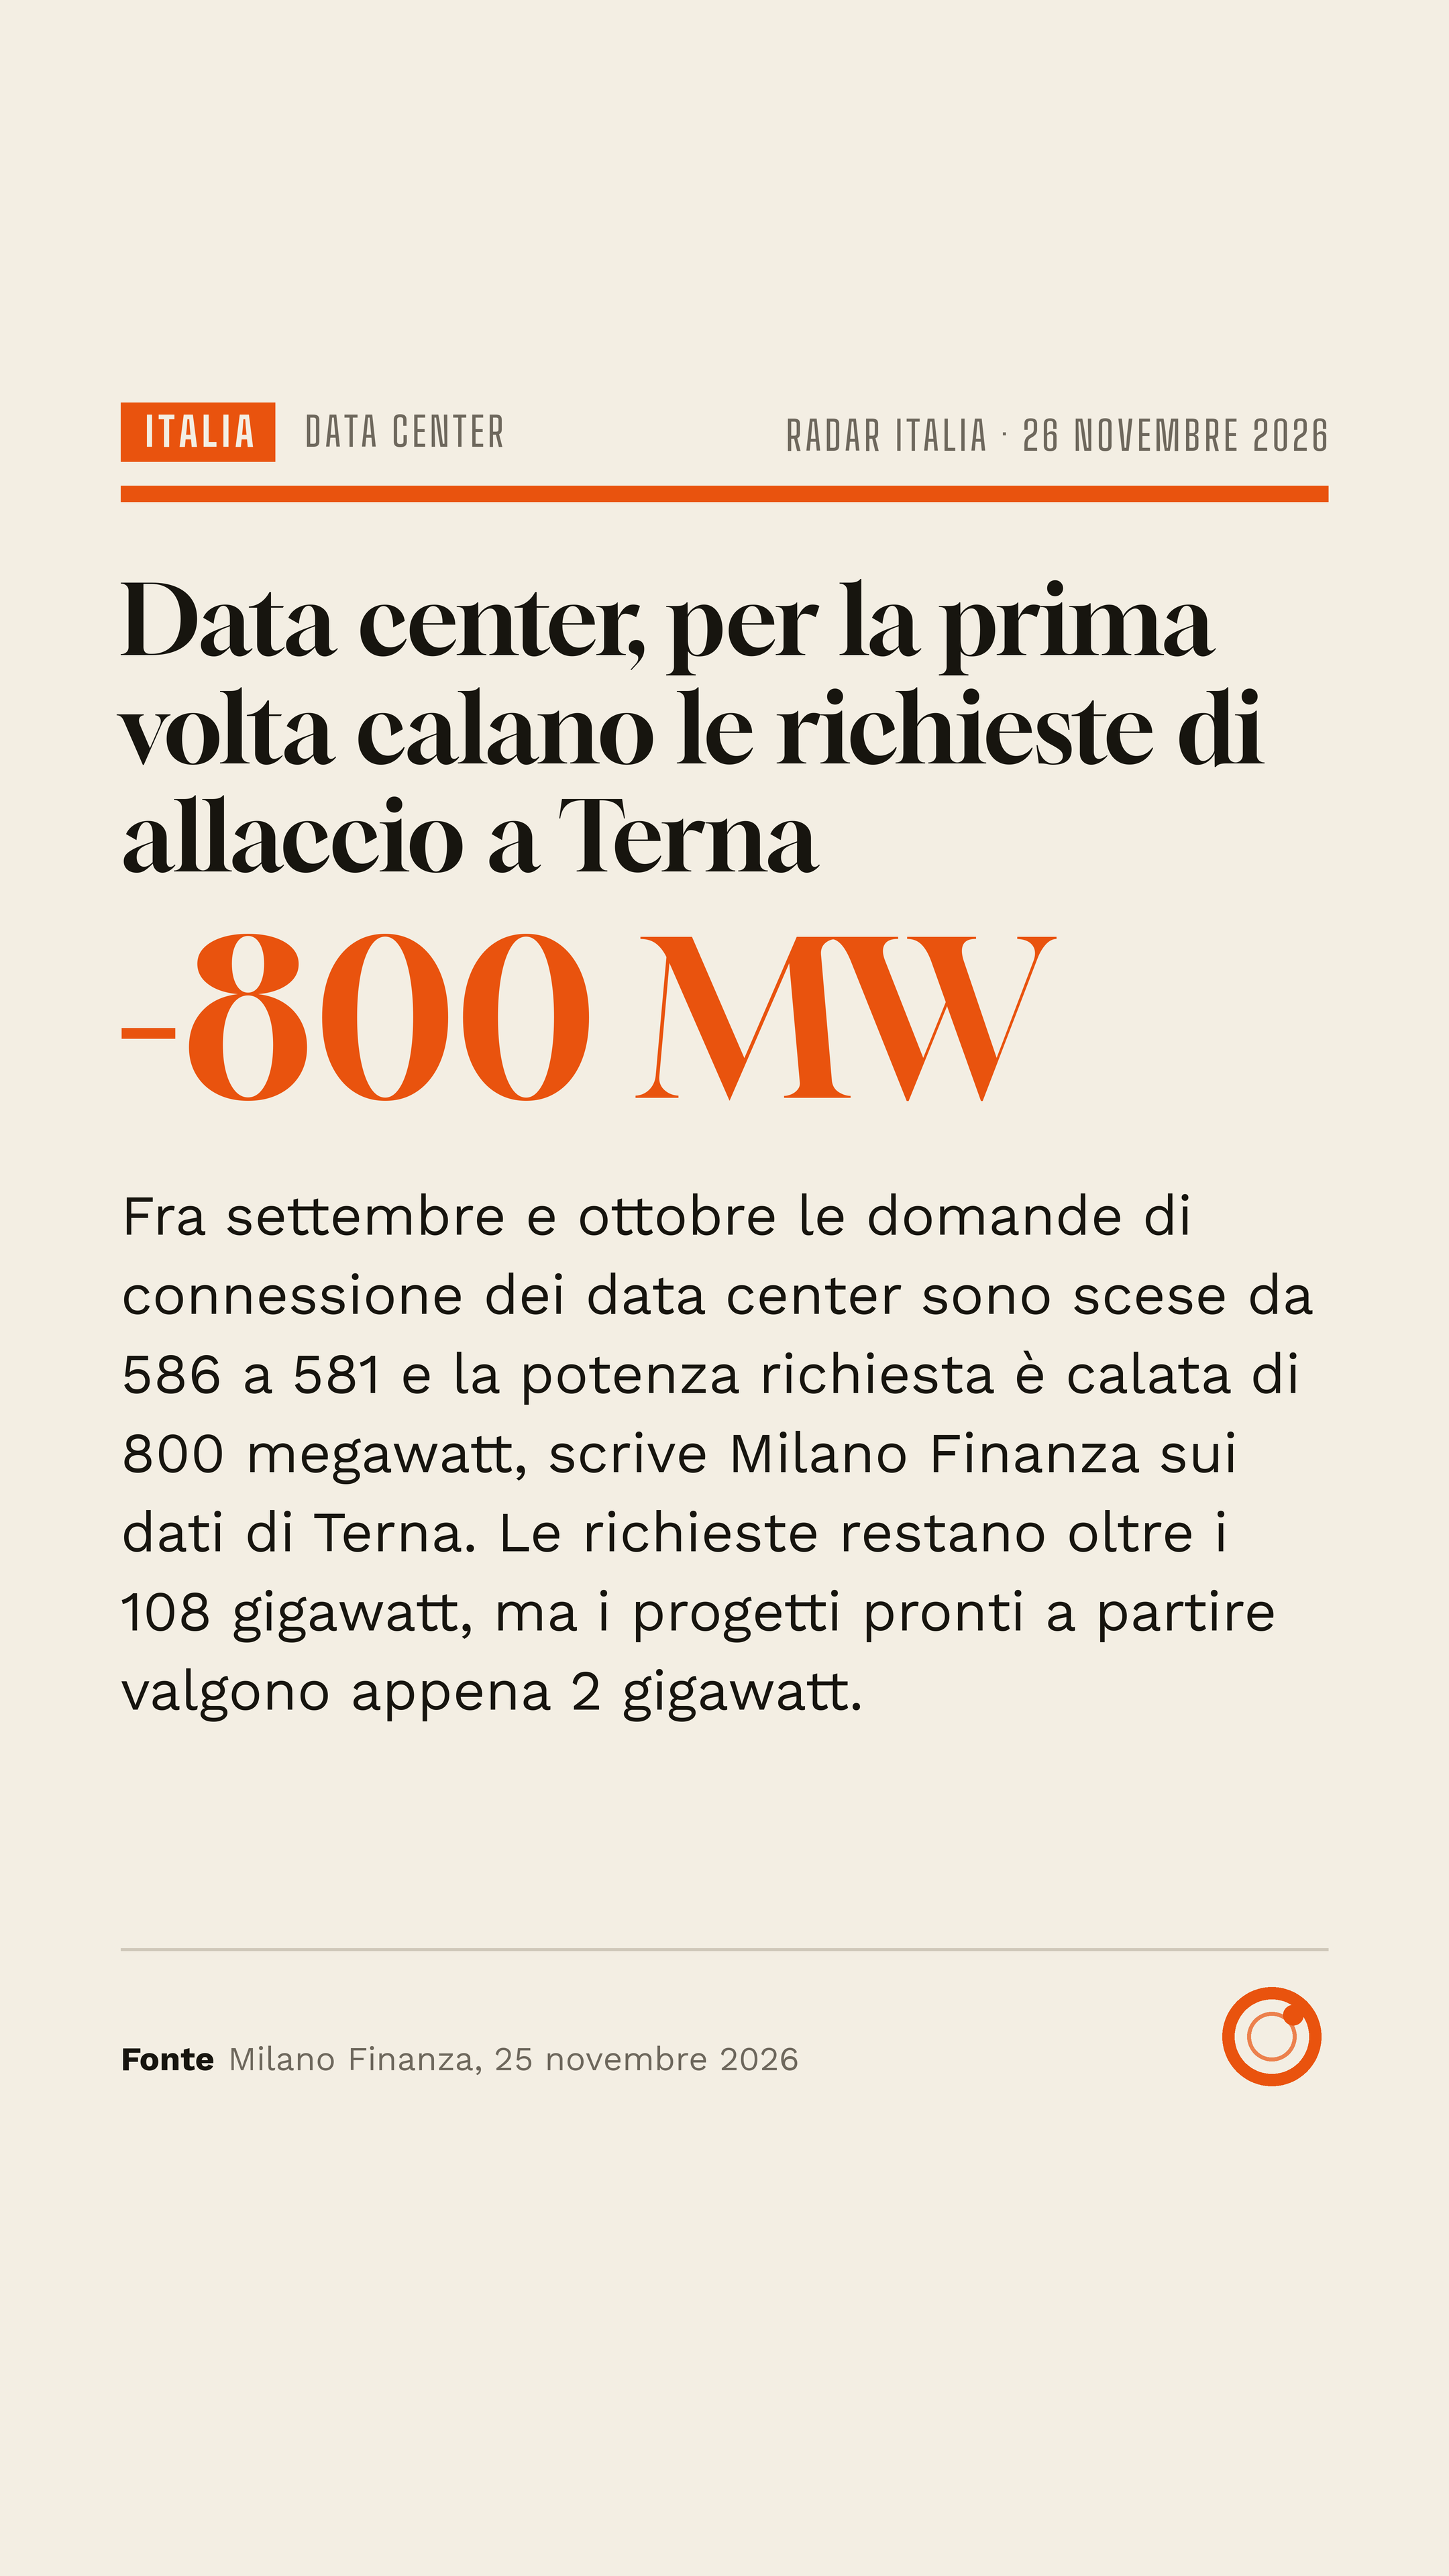 ITALIA DATA CENTER RADAR ITALIA · 26 NOVEMBRE 2026
Data center, per la prima
volta calano le richieste di
allaccio a Terna
-800 MW
Fra settembre e ottobre le domande di
connessione dei data center sono scese da
586 a 581 e la potenza richiesta è calata di
800 megawatt, scrive Milano Finanza sui
dati di Terna. Le richieste restano oltre i
108 gigawatt, ma i progetti pronti a partire
valgono appena 2 gigawatt.
Fonte Milano Finanza, 25 novembre 2026